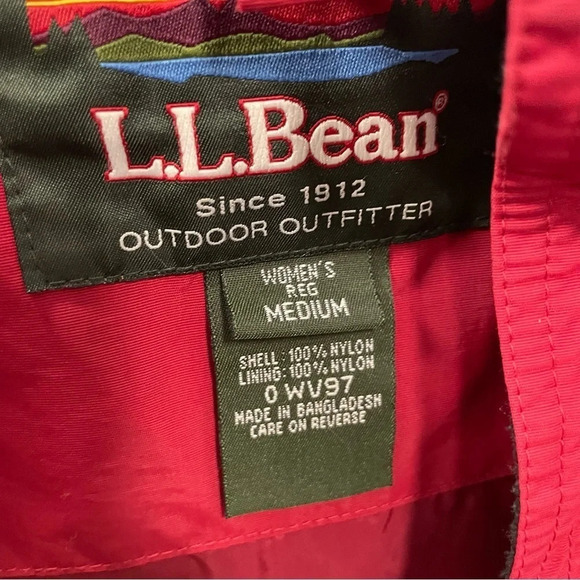 L.L.Bean®
Since 1912
OUTDOOR OUTFITTER
WOMEN'S
REG
MEDIUM
SHELL: 100% NYLON
LINING: 100% NYLON
0 WV97
MADE IN BANGLADESH
CARE ON REVERSE